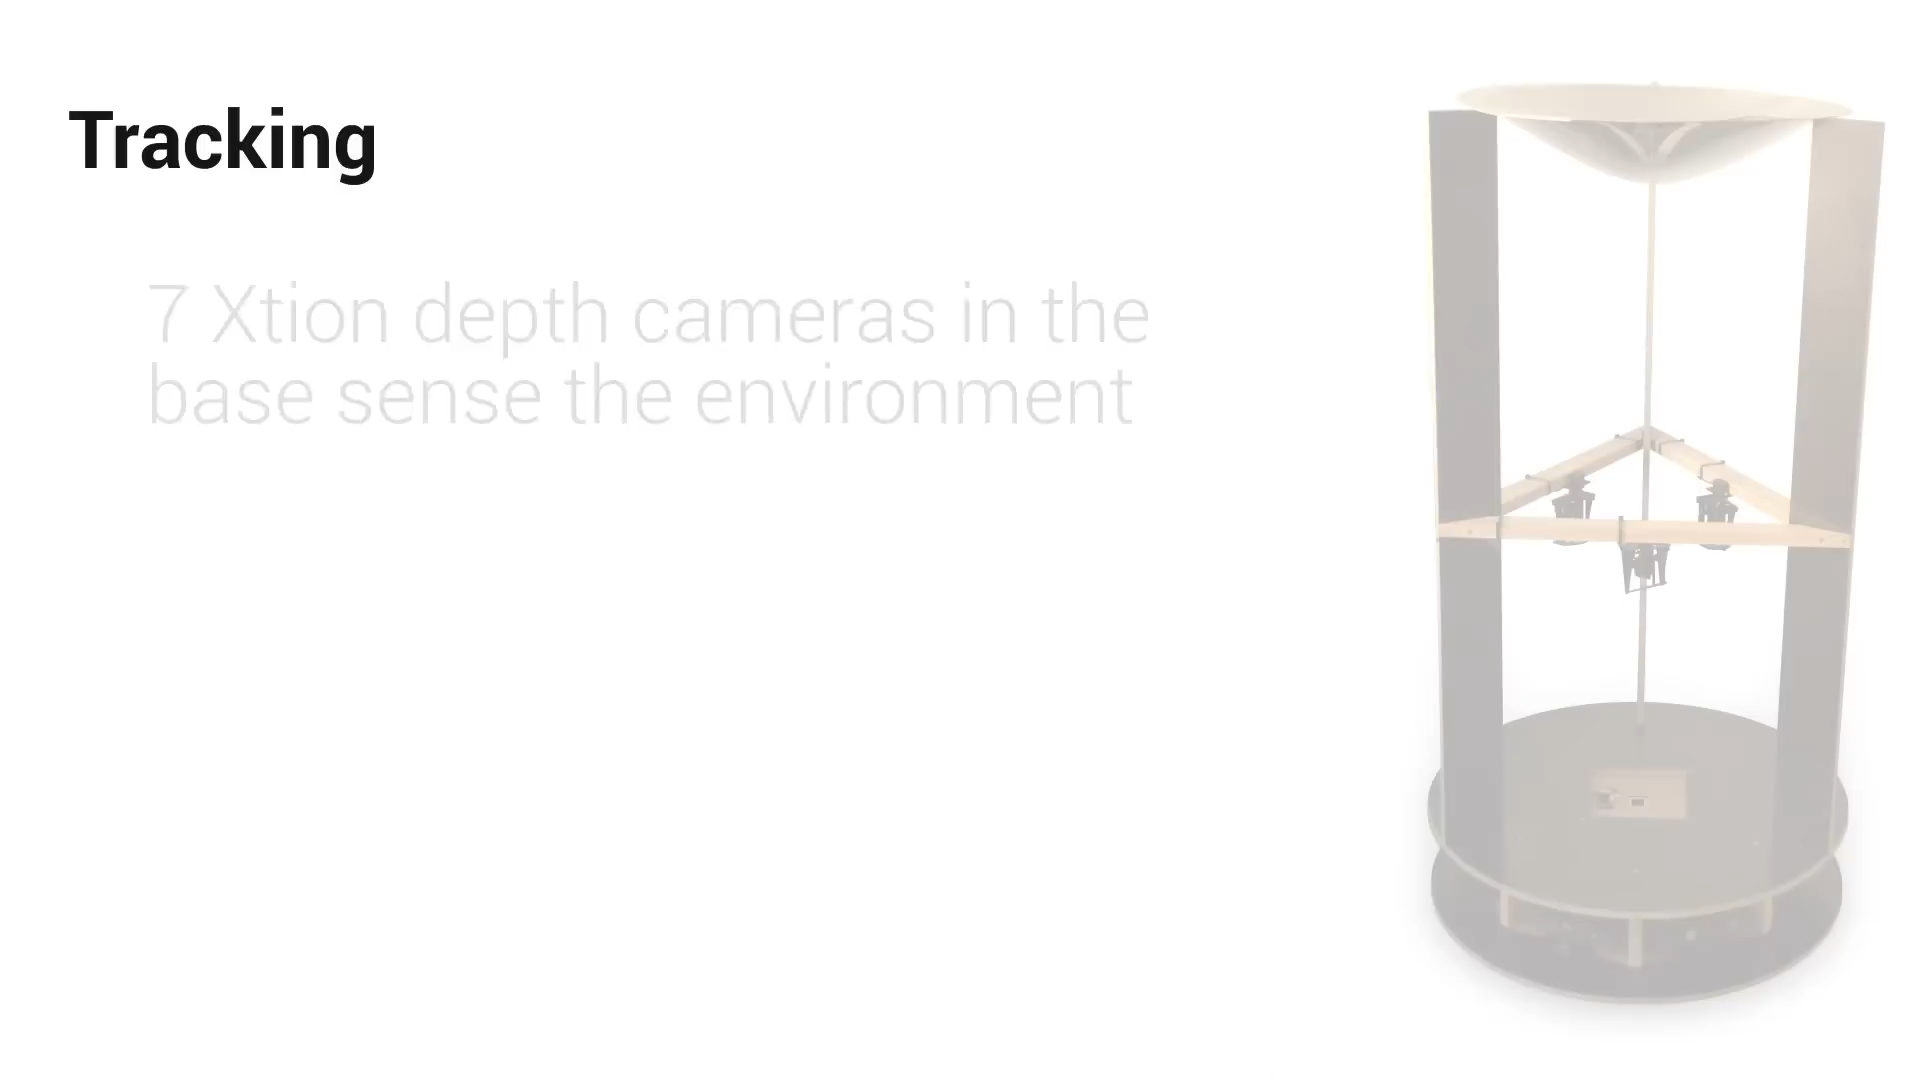 Tracking
7 Xtion depth cameras in the
base sense the environment